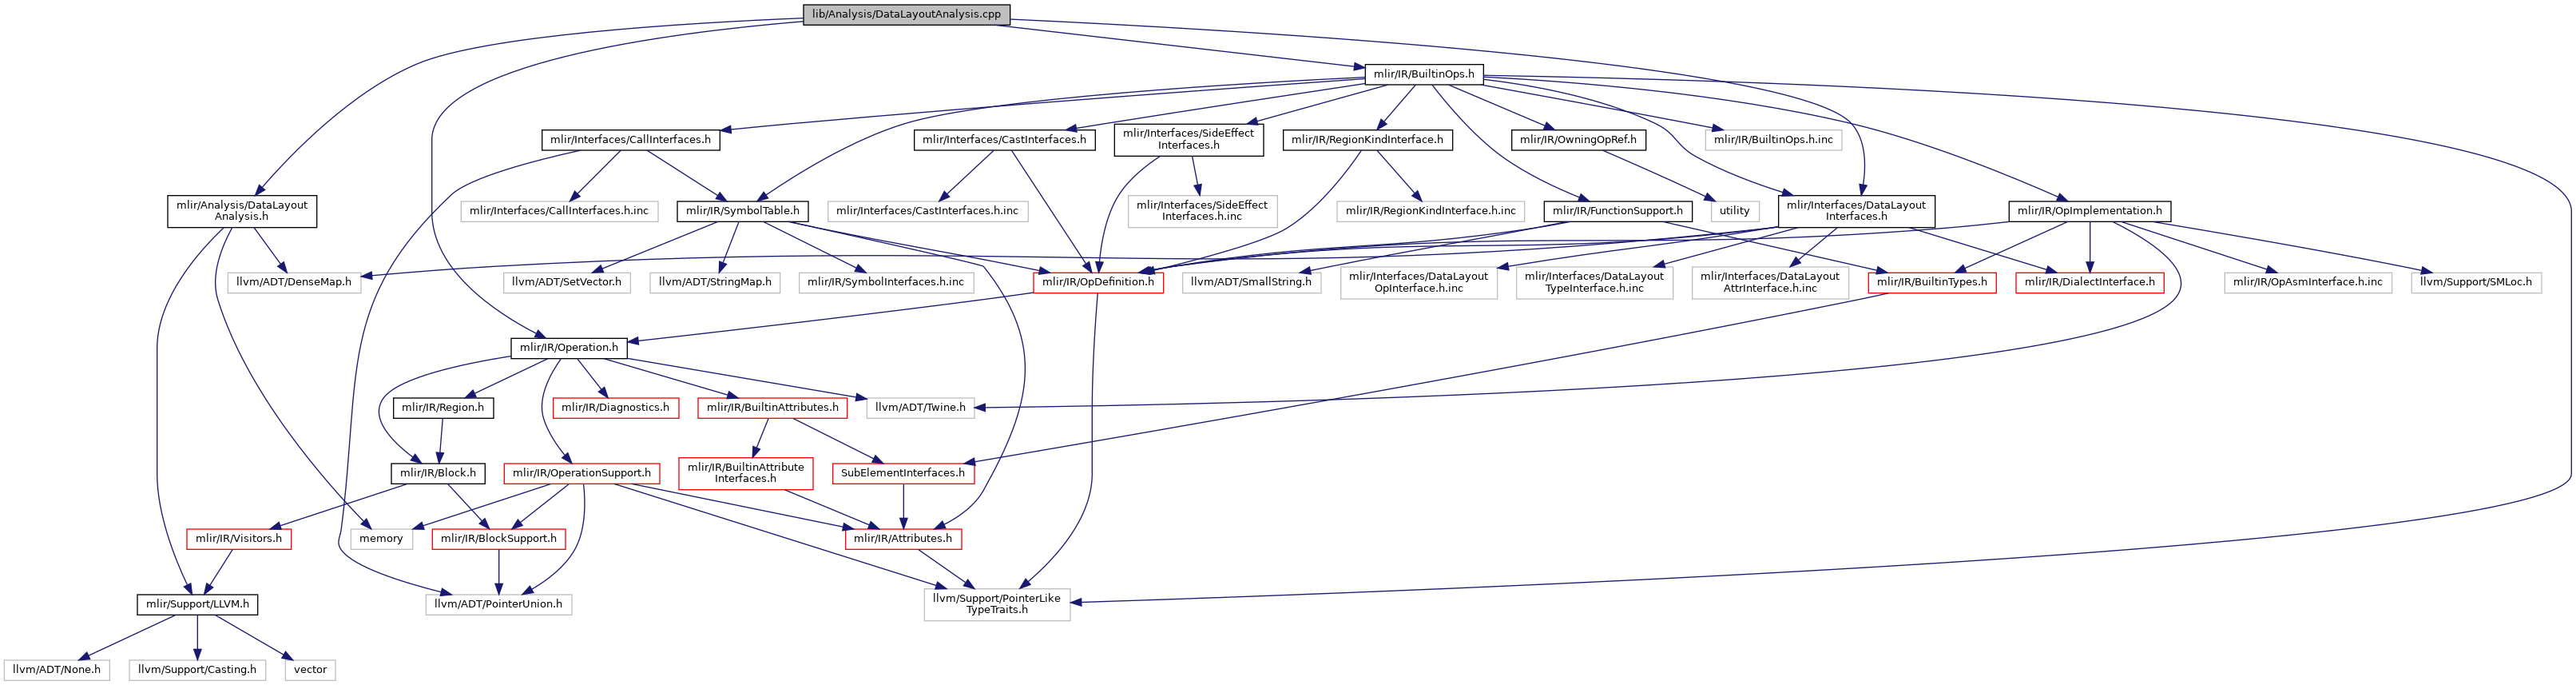 lib/Analysis/DataLayoutAnalysis.cpp
mlir/IR/BuiltinOps.h
mlir/Interfaces/CallInterfaces.h
mlir/Interfaces/CastInterfaces.h
mlir/Interfaces/SideEffect
Interfaces.h
mlir/IR/RegionKindInterface.h
mlir/IR/OwningOpRef.h
mlir/IR/BuiltinOps.h.inc
mlir/Analysis/DataLayout
Analysis.h
mlir/Interfaces/CallInterfaces.h.inc
mlir/IR/SymbolTable.h
mlir/Interfaces/CastInterfaces.h.inc
mlir/Interfaces/SideEffect
Interfaces.h.inc
mlir/IR/RegionKindInterface.h.inc
mlir/IR/FunctionSupport.h
utility
mlir/Interfaces/DataLayout
Interfaces.h
mlir/IR/OpImplementation.h
llvm/ADT/DenseMap.h
llvm/ADT/SetVector.h
llvm/ADT/StringMap.h
mlir/IR/SymbolInterfaces.h.inc
mlir/IR/OpDefinition.h
llvm/ADT/SmallString.h
mlir/Interfaces/DataLayout
OpInterface.h.inc
mlir/Interfaces/DataLayout
TypeInterface.h.inc
mlir/Interfaces/DataLayout
AttrInterface.h.inc
mlir/IR/BuiltinTypes.h
mlir/IR/DialectInterface.h
mlir/IR/OpAsmInterface.h.inc
llvm/Support/SMLoc.h
mlir/IR/Operation.h
mlir/IR/Region.h
mlir/IR/Diagnostics.h
mlir/IR/BuiltinAttributes.h
llvm/ADT/Twine.h
mlir/IR/Block.h
mlir/IR/OperationSupport.h
mlir/IR/BuiltinAttribute
Interfaces.h
SubElementInterfaces.h
mlir/IR/Visitors.h
memory
mlir/IR/BlockSupport.h
mlir/IR/Attributes.h
mlir/Support/LLVM.h
llvm/ADT/PointerUnion.h
llvm/Support/PointerLike
TypeTraits.h
llvm/ADT/None.h
llvm/Support/Casting.h
vector